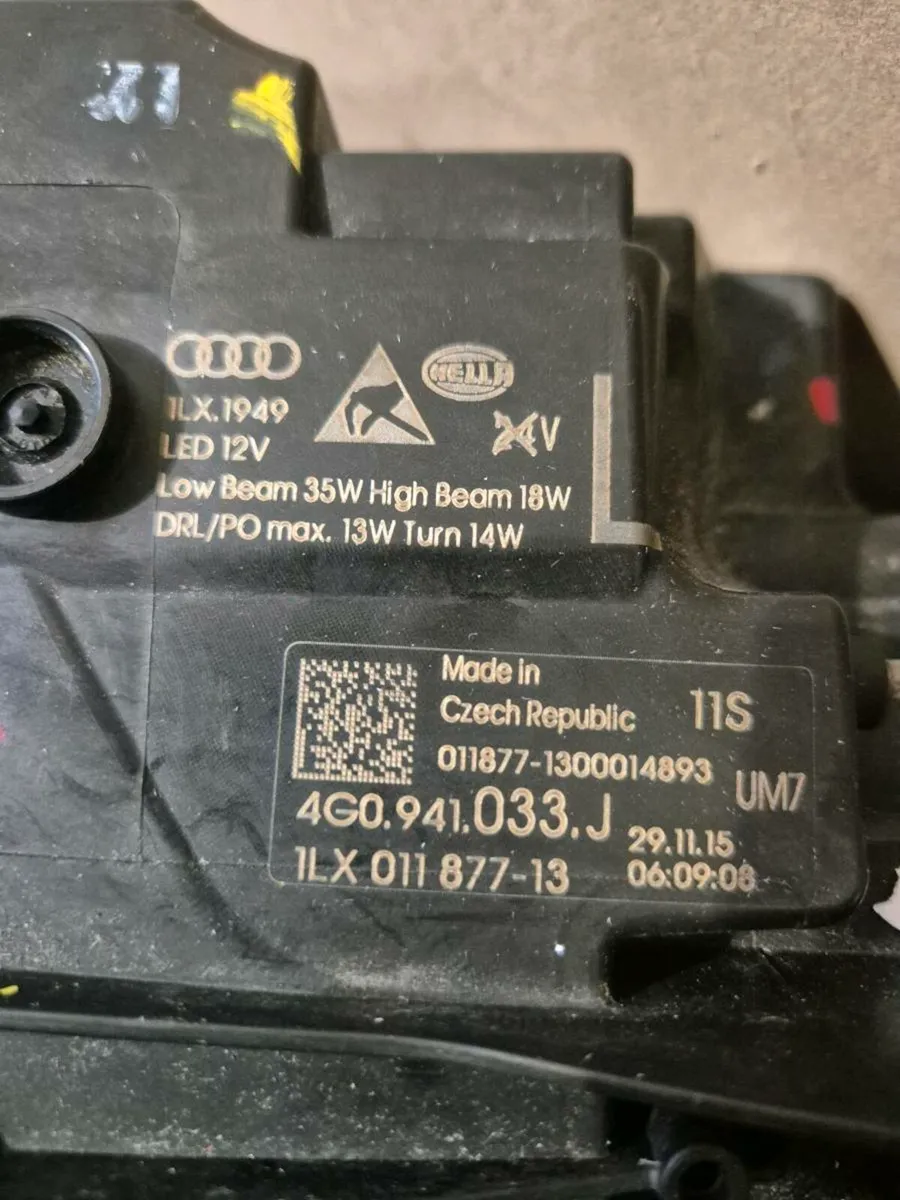 HELLA
1LX.1949
24V
LED 12V
Low Beam 35W High Beam 18W
DRL/PO max. 13W Turn 14W
L
Made in
Czech Republic
11S
011877-1300014893
UM7
4G0.941.033.J
29.11.15
1LX 011 877-13
06:09:08